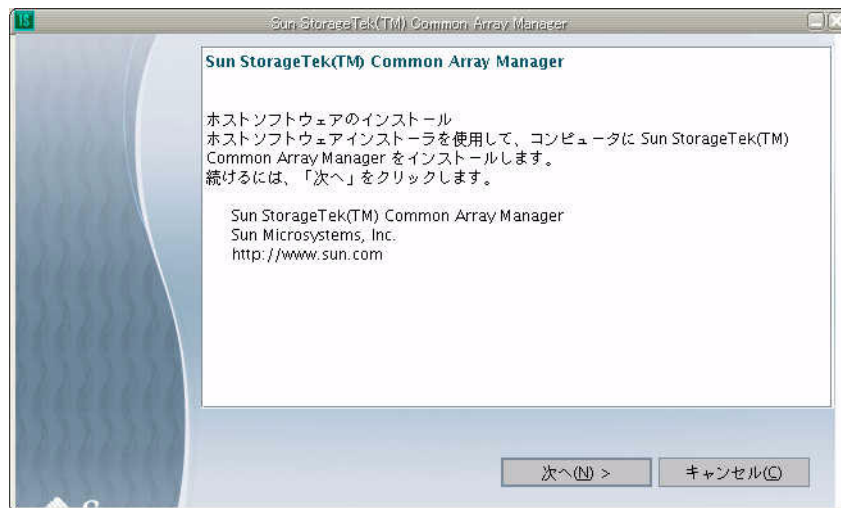 Sun StorageTek(TM) Common Array Manager
Sun StorageTek(TM) Common Array Manager
ホストソフトウェアのインストール
ホストソフトウェアインストーラを使用して、コンピュータに Sun StorageTek(TM)
Common Array Manager をインストールします。
続けるには、「次へ」をクリックします。
Sun StorageTek(TM) Common Array Manager
Sun Microsystems, Inc.
http://www.sun.com
次へ(N) >
キャンセル(C)